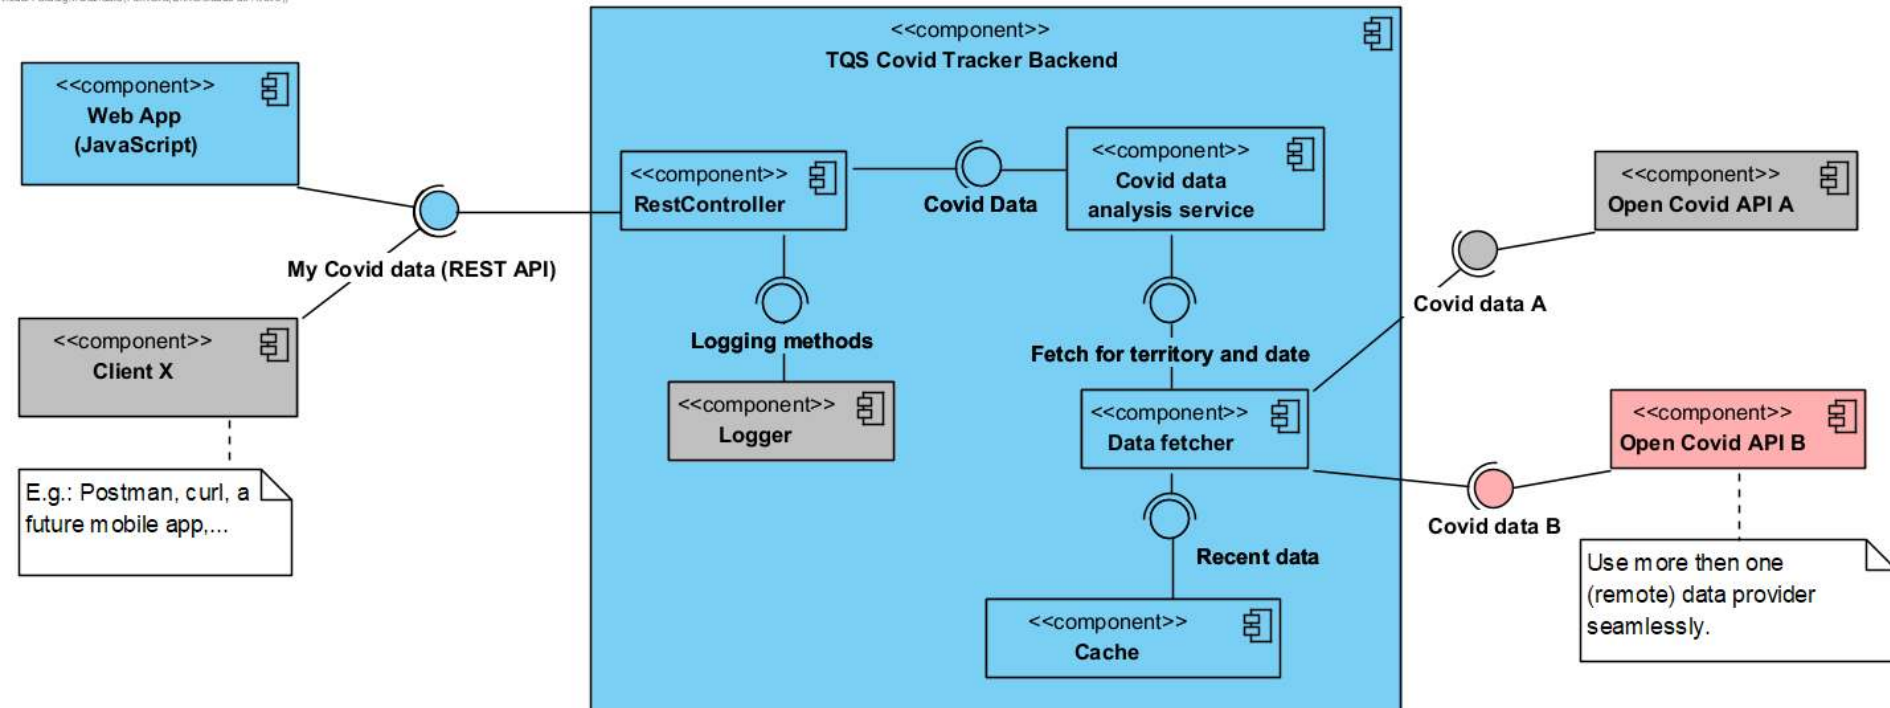 <<component>>
TQS Covid Tracker Backend
<<component>>
Web App
(JavaScript)
<<component>>
RestController
Covid Data
<<component>>
Covid data
analysis service
<<component>>
Open Covid API A
My Covid data (REST API)
Covid data A
<<component>>
Client X
Logging methods
Fetch for territory and date
<<component>>
Logger
<<component>>
Data fetcher
<<component>>
Open Covid API B
E.g.: Postman, curl, a
future mobile app,...
Covid data B
Recent data
Use more then one
(remote) data provider
seamlessly.
<<component>>
Cache